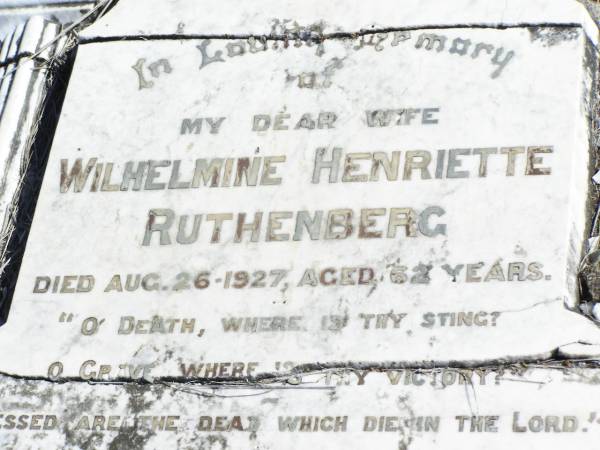 In Loving Memory
of
MY DEAR WIFE
WILHELMINE HENRIETTE
RUTHENBERG
DIED AUG. 26-1927, AGED 62 YEARS.
"O' DEATH, WHERE IS THY STING?
O GRAVE WHERE IS THY VICTORY?"
ESSED ARE THE DEAD WHICH DIE IN THE LORD."